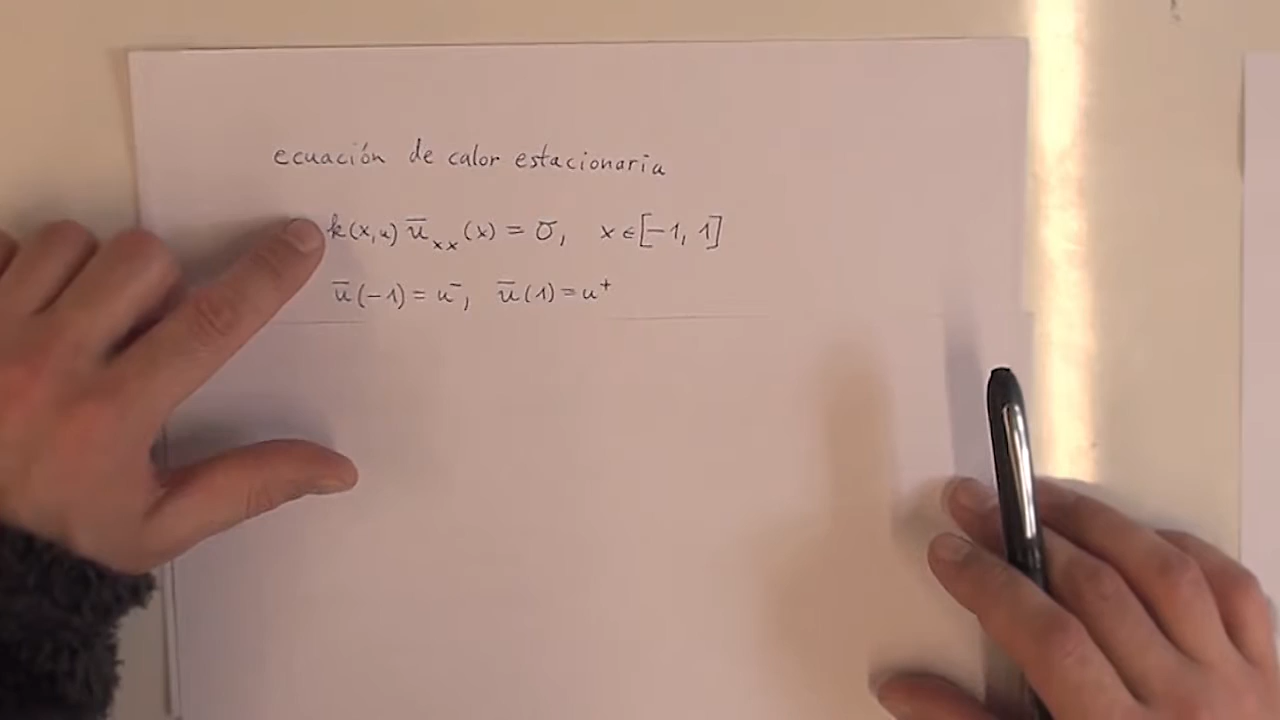 ecuación de calor estacionaria
k(x,u) ū_xx (x) = 0, x ∈ [-1, 1]
ū(-1) = u⁻, ū(1) = u⁺